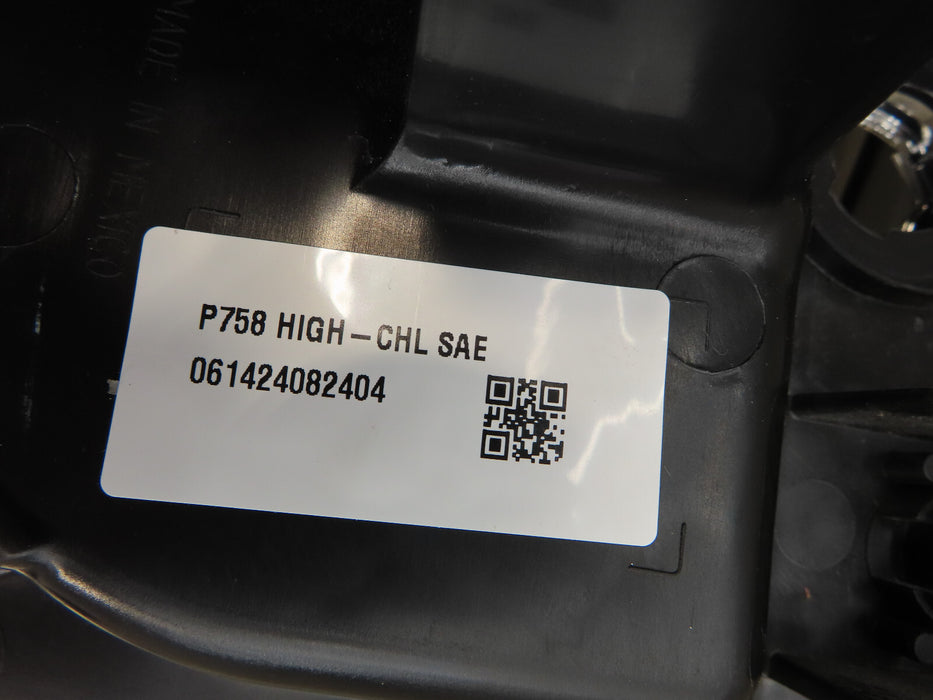 MADE IN MEXICO
P758 HIGH-CHL SAE
061424082404